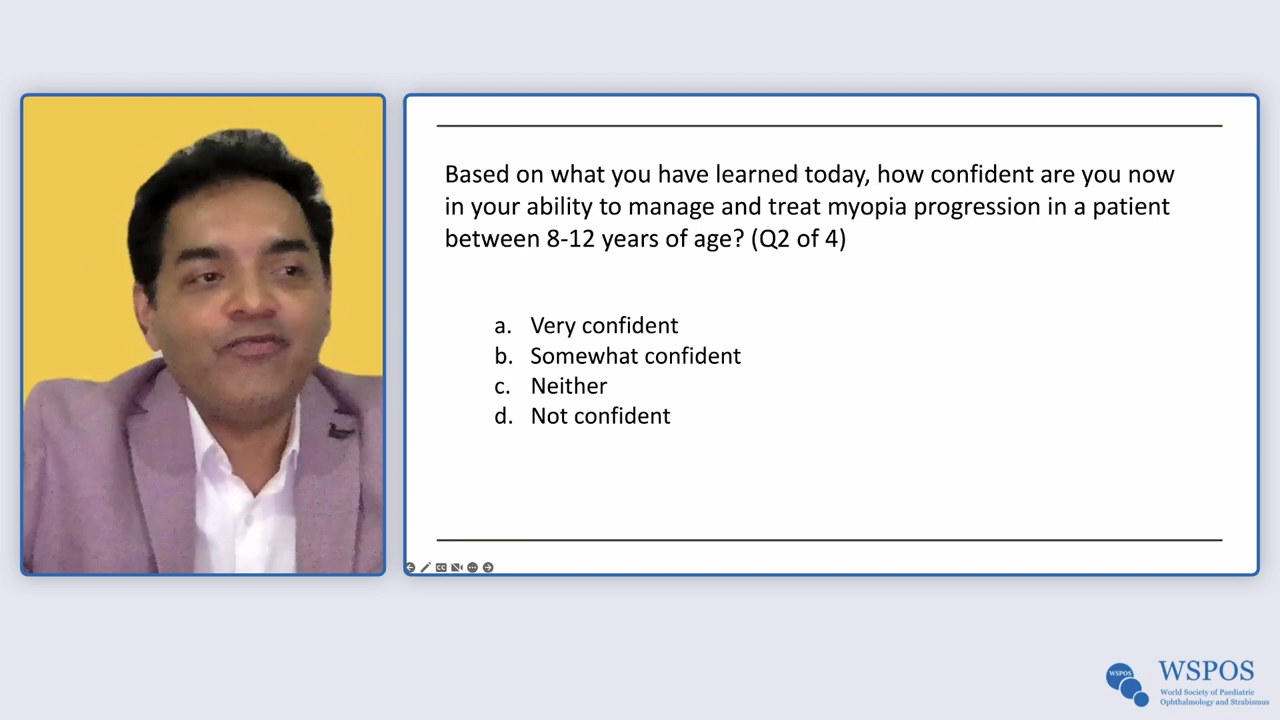 Based on what you have learned today, how confident are you now
in your ability to manage and treat myopia progression in a patient
between 8-12 years of age? (Q2 of 4)
a. Very confident
b. Somewhat confident
c. Neither
d. Not confident
CC
WSPOS
WSPOS
World Society of Paediatric
Ophthalmology and Strabismus